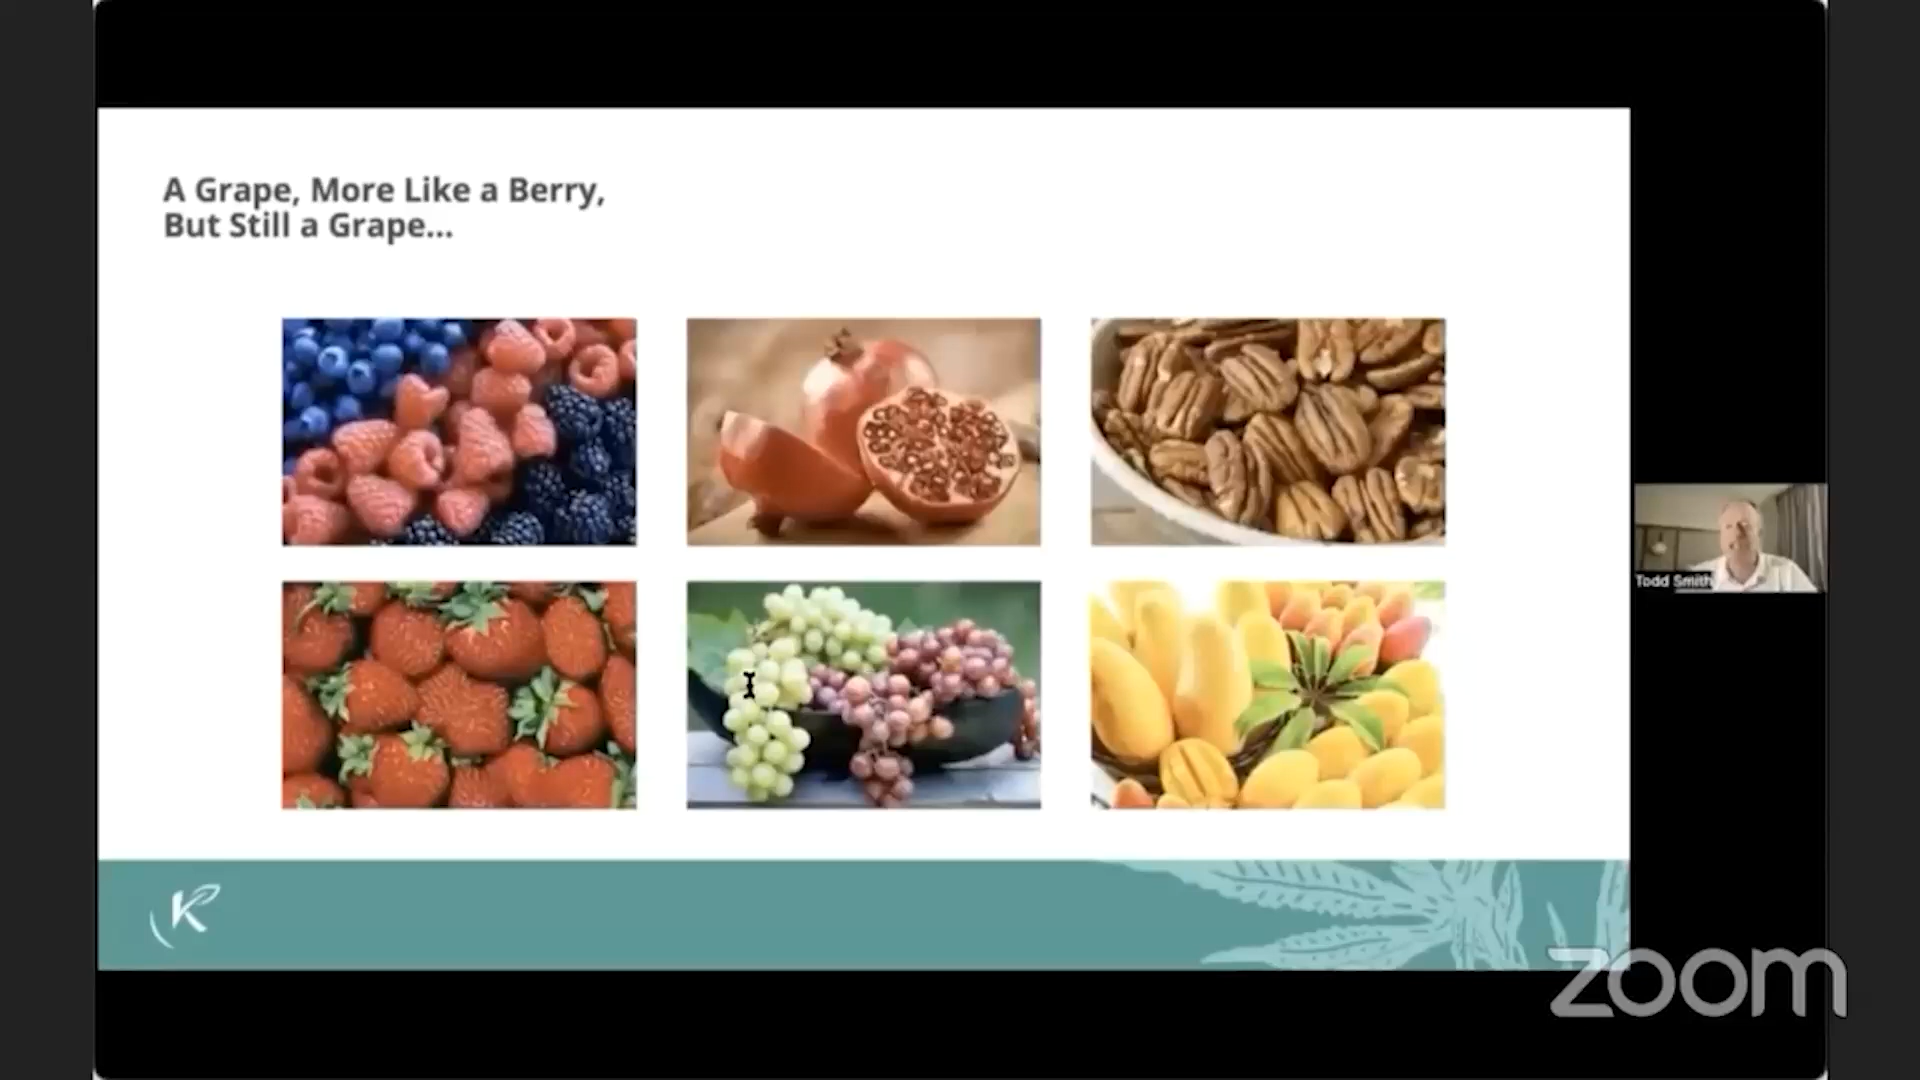 A Grape, More Like a Berry,
But Still a Grape...
Todd Smith
K
zoom